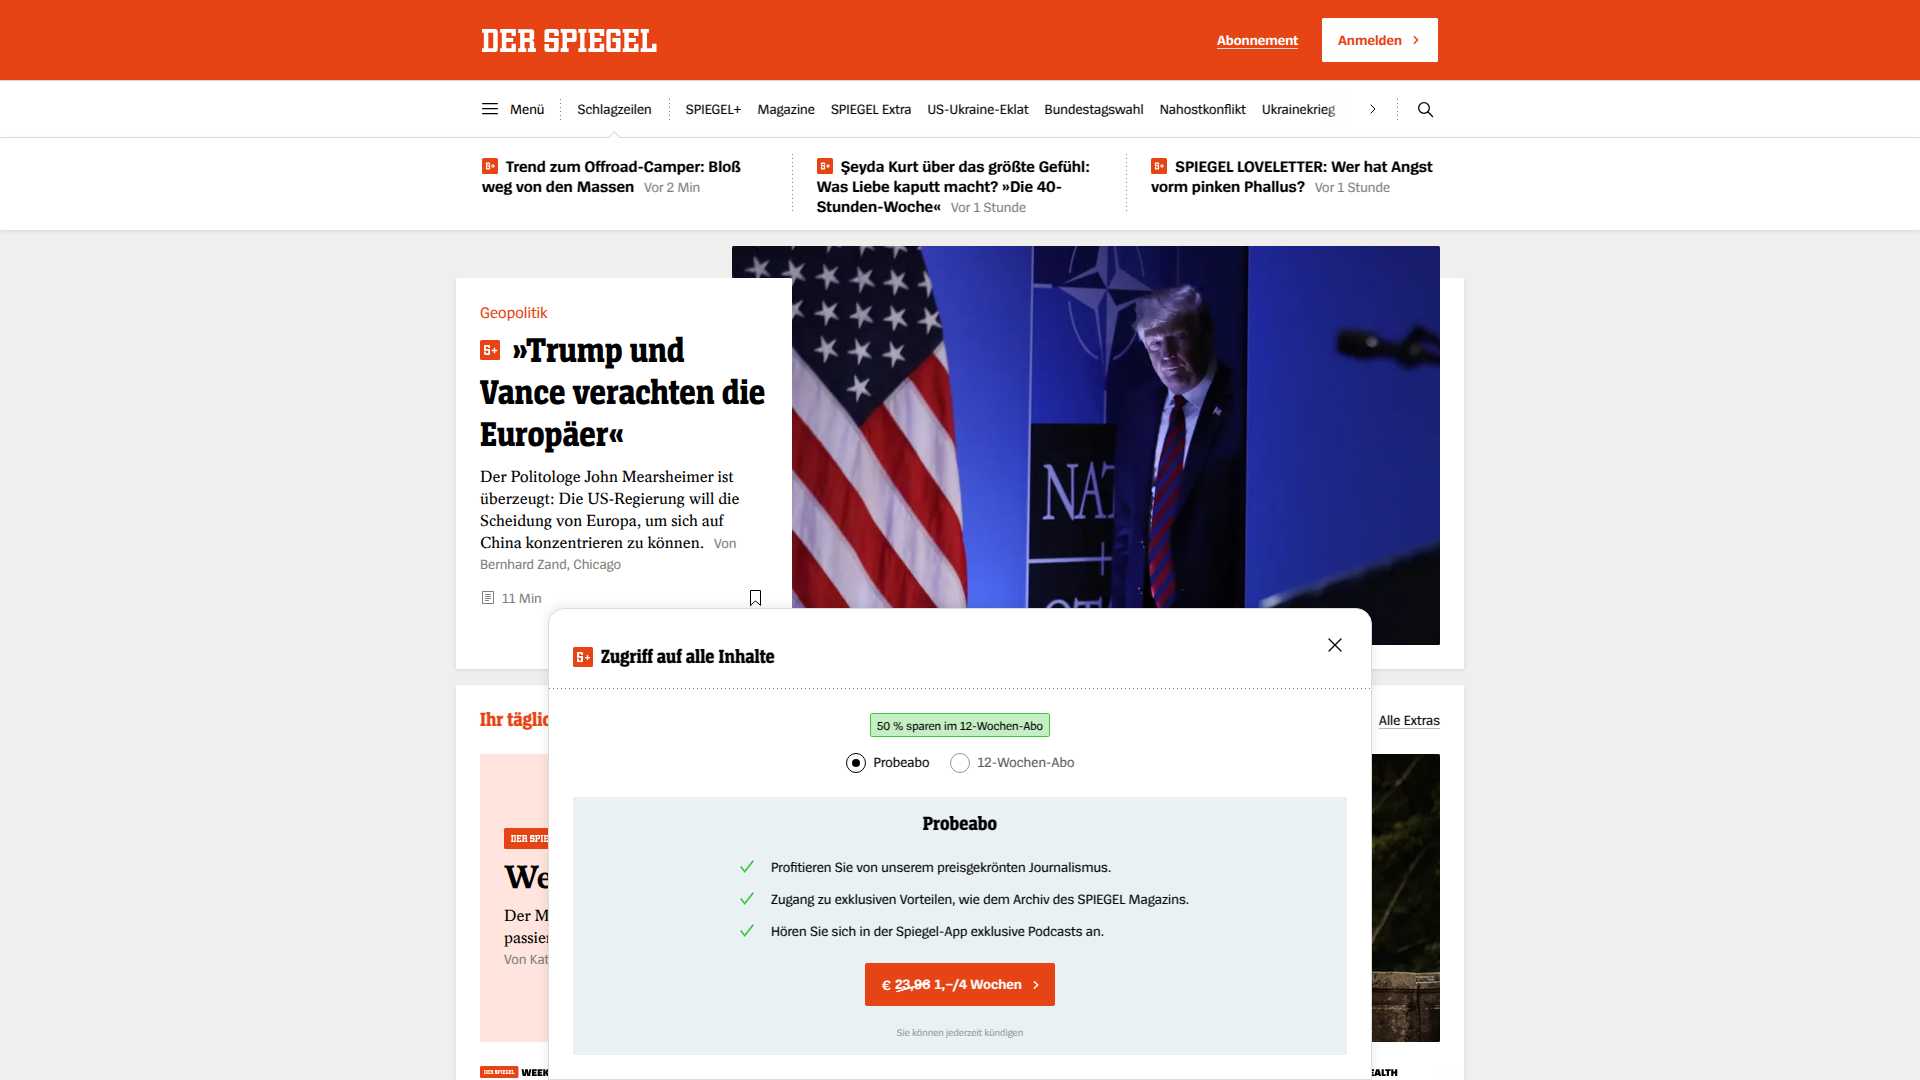 DER SPIEGEL
Abonnement
Anmelden
Menü
Schlagzeilen
SPIEGEL+
Magazine
SPIEGEL Extra
US-Ukraine-Eklat
Bundestagswahl
Nahostkonflikt
Ukrainekrieg
Trend zum Offroad-Camper: Bloß
weg von den Massen Vor 2 Min
Şeyda Kurt über das größte Gefühl:
Was Liebe kaputt macht? »Die 40-
Stunden-Woche« Vor 1 Stunde
SPIEGEL LOVELETTER: Wer hat Angst
vorm pinken Phallus? Vor 1 Stunde
Geopolitik
»Trump und
Vance verachten die
Europäer«
Der Politologe John Mearsheimer ist
überzeugt: Die US-Regierung will die
Scheidung von Europa, um sich auf
China konzentrieren zu können. Von
Bernhard Zand, Chicago
11 Min
NAT
OT
Zugriff auf alle Inhalte
50 % sparen im 12-Wochen-Abo
Probeabo
12-Wochen-Abo
Probeabo
Profitieren Sie von unserem preisgekrönten Journalismus.
Zugang zu exklusiven Vorteilen, wie dem Archiv des SPIEGEL Magazins.
Hören Sie sich in der Spiegel-App exklusive Podcasts an.
€ 23,96 1,–/4 Wochen
Sie können jederzeit kündigen
Ihr täglic
Alle Extras
DER SPIE
We
Der M
passier
Von Kat
DER SPIEGEL WEEK
EALTH